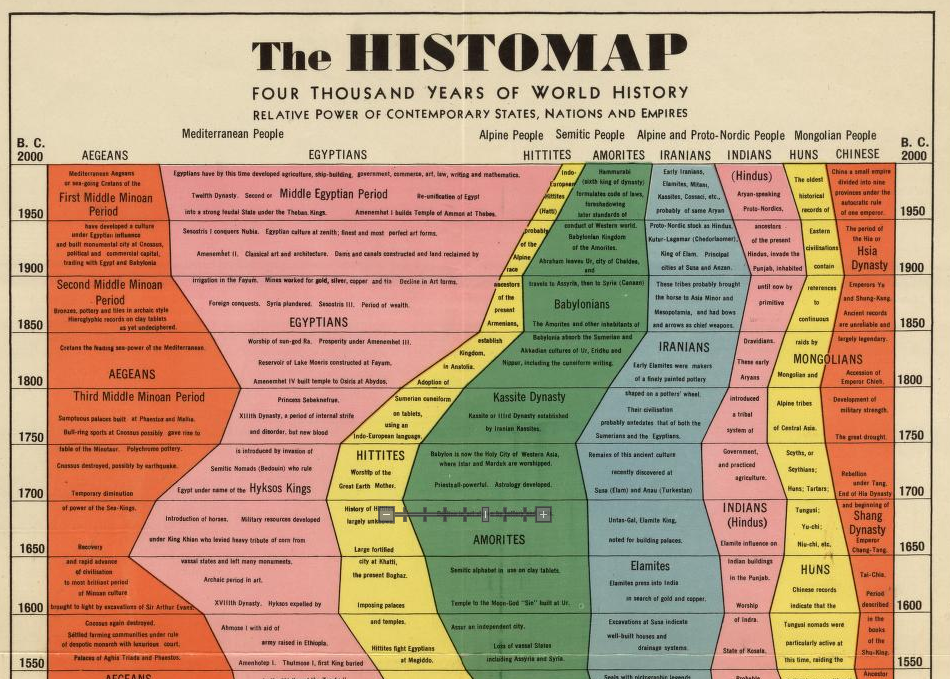 The HISTOMAP
FOUR THOUSAND YEARS OF WORLD HISTORY
RELATIVE POWER OF CONTEMPORARY STATES, NATIONS AND EMPIRES
Mediterranean People
Alpine People
Semitic People
Alpine and Proto-Nordic People
Mongolian People
B. C.
B. C.
AEGEANS
EGYPTIANS
HITTITES
AMORITES
IRANIANS
INDIANS
HUNS
CHINESE
2000
1950
1900
1850
1800
1750
1700
1650
1600
1550
Mediterranean Aegeans
or sea-going Cretans of the
First Middle Minoan
Period
have developed a culture
under Egyptian influence
and built monumental city at Cnossus,
political and commercial capital,
trading with Egypt and Babylonia
Second Middle Minoan
Period
Bronzes, pottery and tiles in archaic style
Hieroglyphic records on clay tablets
as yet undeciphered.
Cretans the leading sea-power of the Mediterranean.
AEGEANS
Third Middle Minoan Period
Sumpteous palaces built of Phaestus and Mallia.
Bull-ring sports at Cnossus possibly gave rise to
fable of the Minotaur. Polychrome pottery.
Cnossus destroyed, possibly by earthquake.
Temporary diminution
of power of the Sea-Kings.
Recovery
and rapid advance
of civilisation
to most brilliant period
of Minoan culture
brought to light by excavations of Sir Arthur Evans.
Cnossus again destroyed.
Settled farming communities under rule
of despotic monarch with luxurious court.
Palaces of Aghia Triada and Phaestus.
AEGEANS
Egyptians have by this time developed agriculture, ship-building, government, commerce, art, law, writing and mathematics.
Twelfth Dynasty. Second or Middle Egyptian Period Re-unification of Egypt
into a strong feudal State under the Theban Kings. Amenemhet I builds Temple of Ammon at Thebes.
Sesostris I conquers Nubia. Egyptian culture at zenith; finest and most perfect art forms.
Amenemhet II. Classical art and architecture. Dams and canals constructed and land reclaimed by
irrigation in the Fayum. Mines worked for gold, silver, copper and tin Decline in Art forms.
Foreign conquests. Syria plundered. Sesostris III. Period of wealth.
EGYPTIANS
Worship of sun-god Ra. Prosperity under Amenemhet III.
Reservoir of Lake Moeris constructed at Fayum.
Amenemhet IV built temple to Osiris at Abydos.
Princess Sebeknefrue.
XIIIth Dynasty, a period of internal strife
and disorder, but new blood
is introduced by invasion of
Semitic Nomads (Bedouin) who rule
Egypt under name of the Hyksos Kings
Introduction of horses. Military resources developed
under King Khian who levied heavy tribute of corn from
vassal states and left many monuments.
Archaic period in art.
XVIIIth Dynasty. Hyksos expelled by
Ahmose I with aid of
army raised in Ethiopia.
Amenhotep I. Thutmose I, first King buried
Indo-
European
Hittites
(Hatti)
probably
of the
Alpine
race
ancestors
of the
present
Armenians,
establish
Kingdom,
in Anatolia.
Adoption of
Sumerian cuneiform
on tablets,
using an
Indo-European language.
HITTITES
Worship of the
Great Earth Mother.
History of
largely
Large fortified
city at Khatti,
the present Boghaz.
Imposing palaces
and temples.
Hittites fight Egyptians
at Megiddo.
Hammurabi
(sixth king of dynasty)
formulates code of laws,
foreshadowing
later standards of
conduct of Western world.
Babylonian Kingdom
of the Amorites.
Abraham leaves Ur, city of Chaldea,
and
travels to Assyria, then to Syria (Canaan)
Babylonians
The Amorites and other inhabitants of
Babylonia absorb the Sumerian and
Akkadian cultures of Ur, Eridhu and
Nippur, including the cuneiform writing.
Kassite Dynasty
Kassite or IIIrd Dynasty established
by Iranian Kassites.
Babylon is now the Holy City of Western Asia,
where Istar and Marduk are worshipped.
Priests all-powerful. Astrology developed.
AMORITES
Semitic alphabet in use on clay tablets.
Temple to the Moon-God "Sin" built at Ur.
Assur an independent city.
Lists of vassal States
including Assyria and Syria.
Early Iranians,
Elamites, Mitani,
Kassites, Cossaci, etc.,
probably of same Aryan
Proto-Nordic stock as Hindus.
Kutur-Lagamar (Chedorlaomer),
King of Elam. Principal
cities at Susa and Anzan.
These tribes probably brought
the horse to Asia Minor and
Mesopotamia, and had bows
and arrows as chief weapons.
IRANIANS
Early Elamites were makers
of a finely painted pottery
shaped on a potters' wheel.
Their civilisation
probably antedates that of both the
Sumerians and the Egyptians.
Remains of this ancient culture
recently discovered at
Susa (Elam) and Anau (Turkestan)
Untan-Gal, Elamite King,
noted for building palaces.
Elamites
Elamites press into India
in search of gold and copper.
Excavations at Susa indicate
well-built houses and
drainage systems.
Seals with pictographic legends
(Hindus)
Aryan-speaking
Proto-Nordics,
ancestors
of the present
Hindus, invade the
Punjab, inhabited
until now by
primitive
Dravidians.
These early
Aryans
introduced
a tribal
system of
Government,
and practiced
agriculture.
INDIANS
(Hindus)
Elamite influence on
Indian buildings
in the Punjab.
Worship
of Indra.
State of Kosala.
Probable
The oldest
historical
records of
Eastern
civilisations
contain
references
to
continuous
raids by
MONGOLIANS
Mongolian and
Alpine tribes
of Central Asia.
Scyths, or
Scythians;
Huns; Tartars;
Tungusi;
Yu-chi;
Niu-chi, etc.
HUNS
Chinese records
indicate that the
Tungusi nomads were
particularly active at
this time, raiding the
China a small empire
divided into nine
provinces under the
autocratic rule
of one emperor.
The period of
the Hia or
Hsia
Dynasty
Emperors Yu
and Shong-Kang.
Ancient records
are unreliable and
largely legendary.
Accession of
Emperor Chieh.
Development of
military strength.
The great drought.
Rebellion
under Tang.
End of Hia Dynasty
and beginning of
Shang
Dynasty
Emperor
Chang-Tang.
Tai-Chia.
Period
described
in the
books
of the
Shu-King.
Ancestor